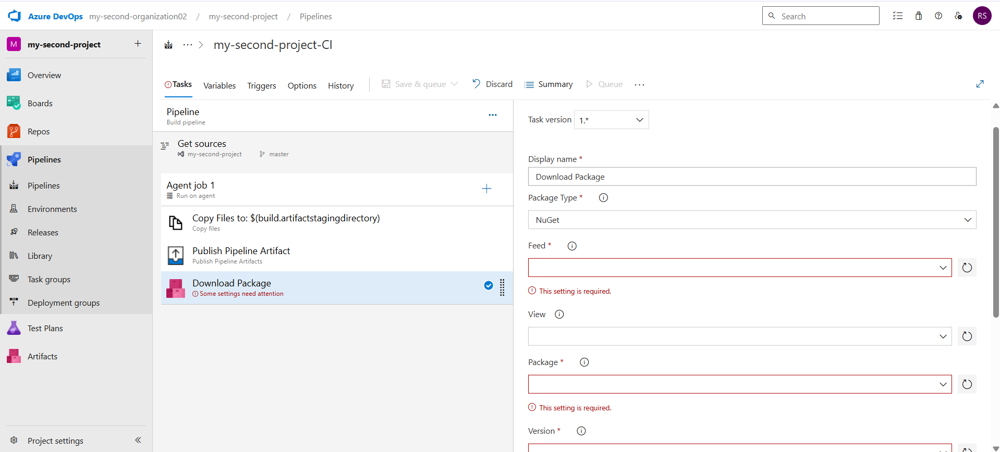 Azure DevOps my-second-organization02 / my-second-project / Pipelines
Search
RS
M my-second-project
Overview
Boards
Repos
Pipelines
Pipelines
Environments
Releases
Library
Task groups
Deployment groups
Test Plans
Artifacts
Project settings
my-second-project-CI
Tasks Variables Triggers Options History Save & queue Discard Summary Queue
Pipeline
Build pipeline
Get sources
my-second-project master
Agent job 1
Run on agent
Copy Files to: $(build.artifactstagingdirectory)
Copy files
Publish Pipeline Artifact
Publish Pipeline Artifacts
Download Package
Some settings need attention
Task version 1.*
Display name *
Download Package
Package Type *
NuGet
Feed *
This setting is required.
View
Package *
This setting is required.
Version *